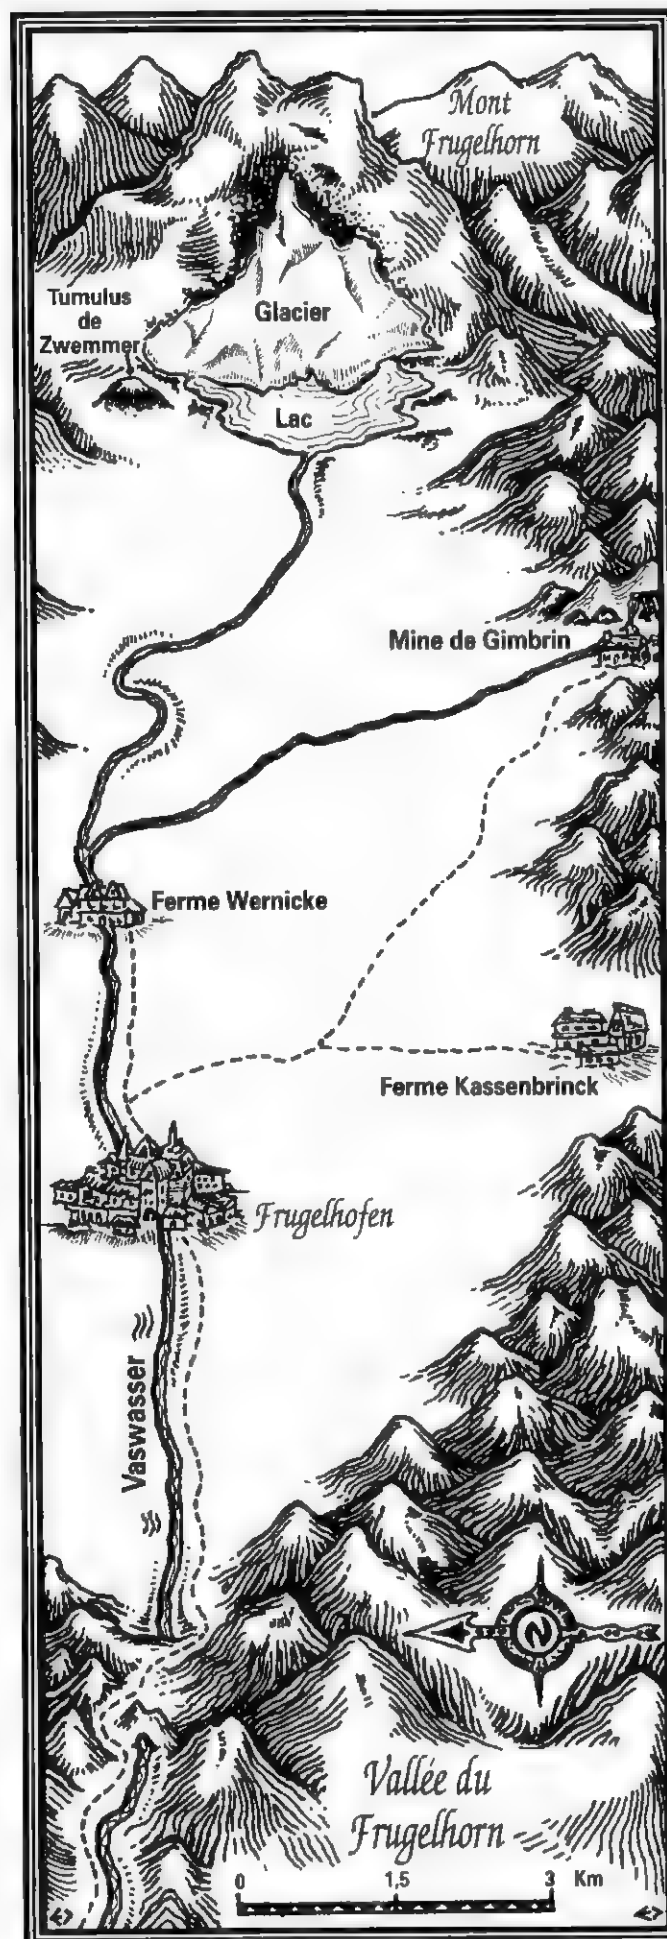 Mont
Frugelhorn
Tumulus
de
Zwemmer
Glacier
Lac
Mine de Gimbrin
Ferme Wernicke
Ferme Kassenbrinck
Frugelhofen
Vaswasser
N
Vallée du
Frugelhorn
0 1,5 3 Km